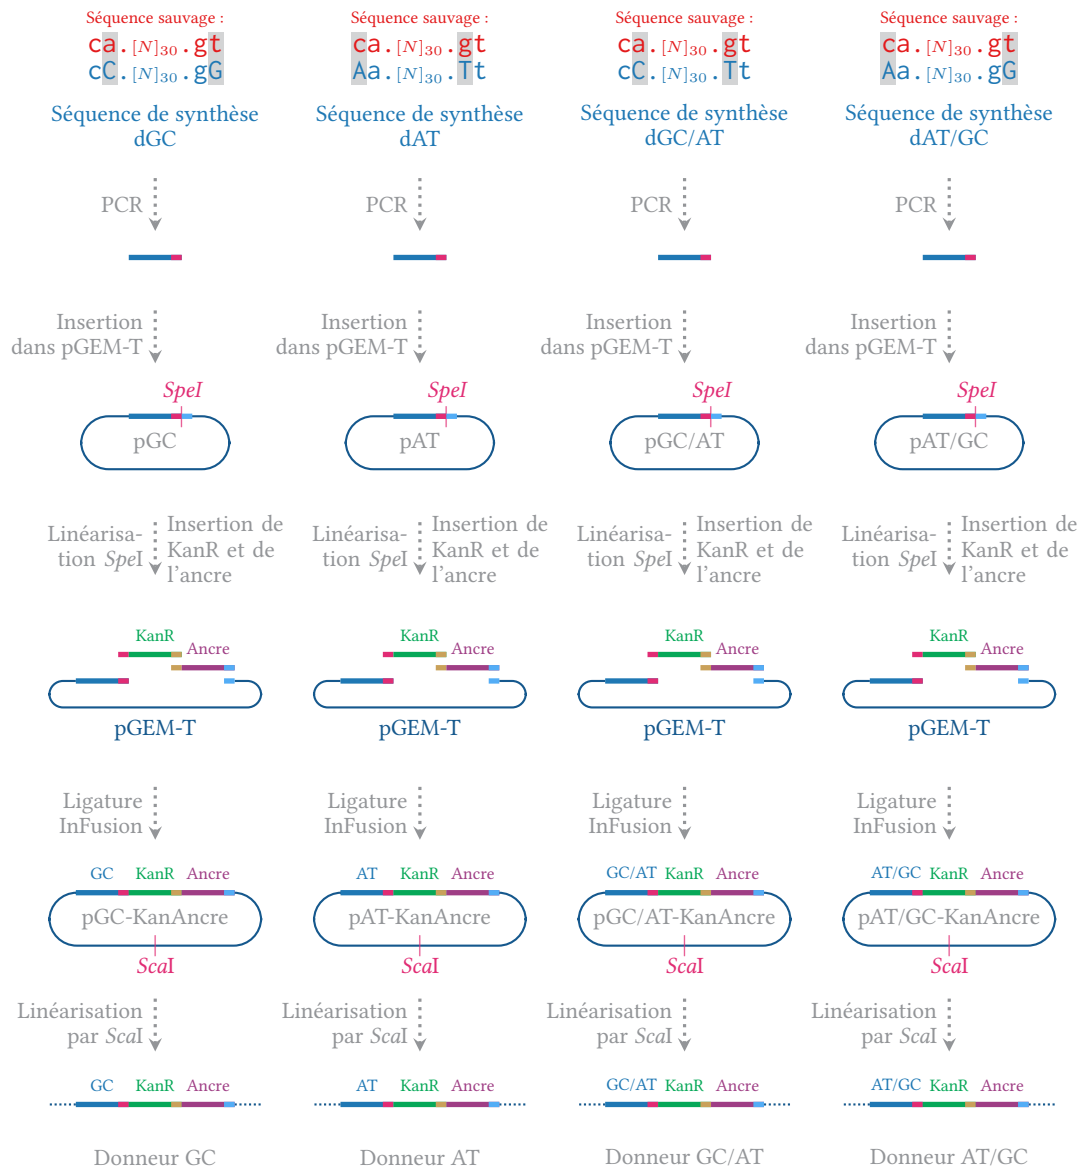 Séquence sauvage :
ca.[N]30.gt
cC.[N]30.gG
Séquence de synthèse
dGC
PCR
Insertion
dans pGEM-T
SpeI
pGC
Linéarisa-
tion SpeI
Insertion de
KanR et de
l'ancre
KanR
Ancre
pGEM-T
Ligature
InFusion
GC KanR Ancre
pGC-KanAncre
ScaI
Linéarisation
par ScaI
GC KanR Ancre
Donneur GC
Séquence sauvage :
ca.[N]30.gt
Aa.[N]30.Tt
Séquence de synthèse
dAT
PCR
Insertion
dans pGEM-T
SpeI
pAT
Linéarisa-
tion SpeI
Insertion de
KanR et de
l'ancre
KanR
Ancre
pGEM-T
Ligature
InFusion
AT KanR Ancre
pAT-KanAncre
ScaI
Linéarisation
par ScaI
AT KanR Ancre
Donneur AT
Séquence sauvage :
ca.[N]30.gt
cC.[N]30.Tt
Séquence de synthèse
dGC/AT
PCR
Insertion
dans pGEM-T
SpeI
pGC/AT
Linéarisa-
tion SpeI
Insertion de
KanR et de
l'ancre
KanR
Ancre
pGEM-T
Ligature
InFusion
GC/AT KanR Ancre
pGC/AT-KanAncre
ScaI
Linéarisation
par ScaI
GC/AT KanR Ancre
Donneur GC/AT
Séquence sauvage :
ca.[N]30.gt
Aa.[N]30.gG
Séquence de synthèse
dAT/GC
PCR
Insertion
dans pGEM-T
SpeI
pAT/GC
Linéarisa-
tion SpeI
Insertion de
KanR et de
l'ancre
KanR
Ancre
pGEM-T
Ligature
InFusion
AT/GC KanR Ancre
pAT/GC-KanAncre
ScaI
Linéarisation
par ScaI
AT/GC KanR Ancre
Donneur AT/GC